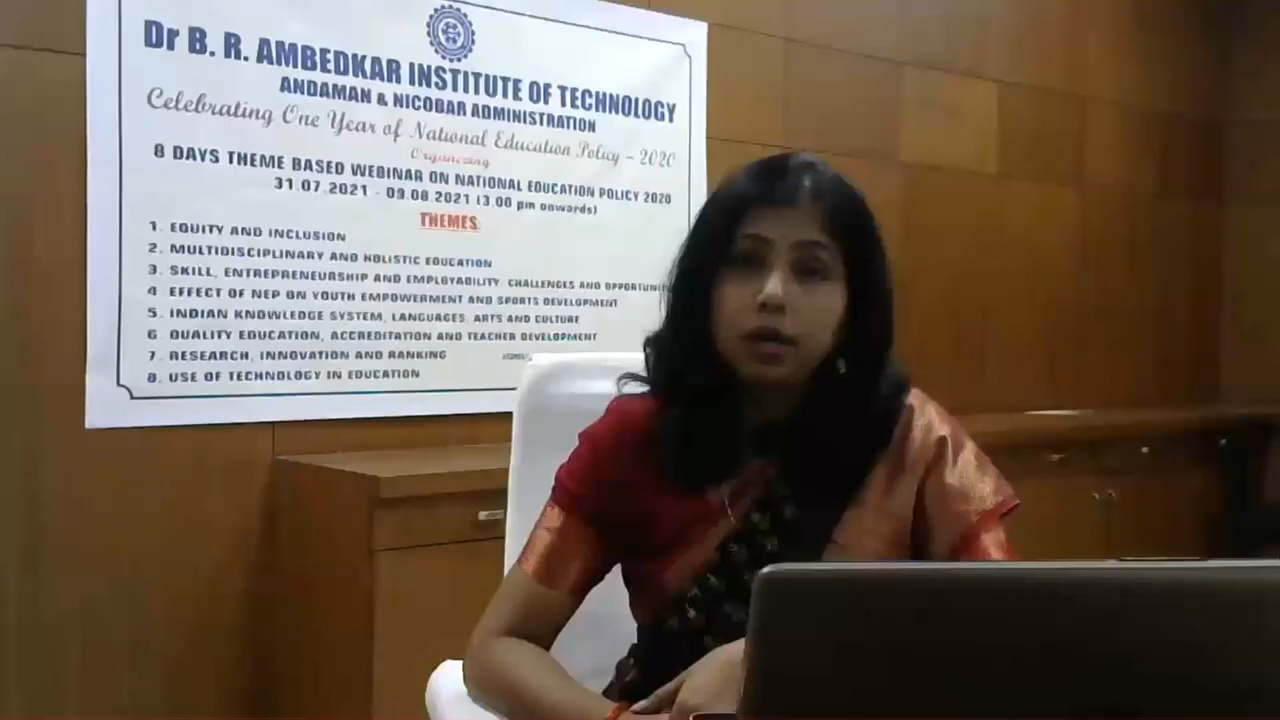 Dr B. R. AMBEDKAR INSTITUTE OF TECHNOLOGY
ANDAMAN & NICOBAR ADMINISTRATION
Celebrating One Year of National Education Policy – 2020
Organizing
8 DAYS THEME BASED WEBINAR ON NATIONAL EDUCATION POLICY 2020
31.07.2021 - 09.08.2021 (3.00 pm onwards)
THEMES:
1. EQUITY AND INCLUSION
2. MULTIDISCIPLINARY AND HOLISTIC EDUCATION
3. SKILL, ENTREPRENEURSHIP AND EMPLOYABILITY: CHALLENGES AND
4 EFFECT OF NEP ON YOUTH EMPOWERMENT AND SPORTS DEVELOPMENT
5. INDIAN KNOWLEDGE SYSTEM, LANGUAGES, ARTS AND CULTURE
6 QUALITY EDUCATION, ACCREDITATION AND TEACHER DEVELOPMENT
7. RESEARCH, INNOVATION AND RANKING
8. USE OF TECHNOLOGY IN EDUCATION